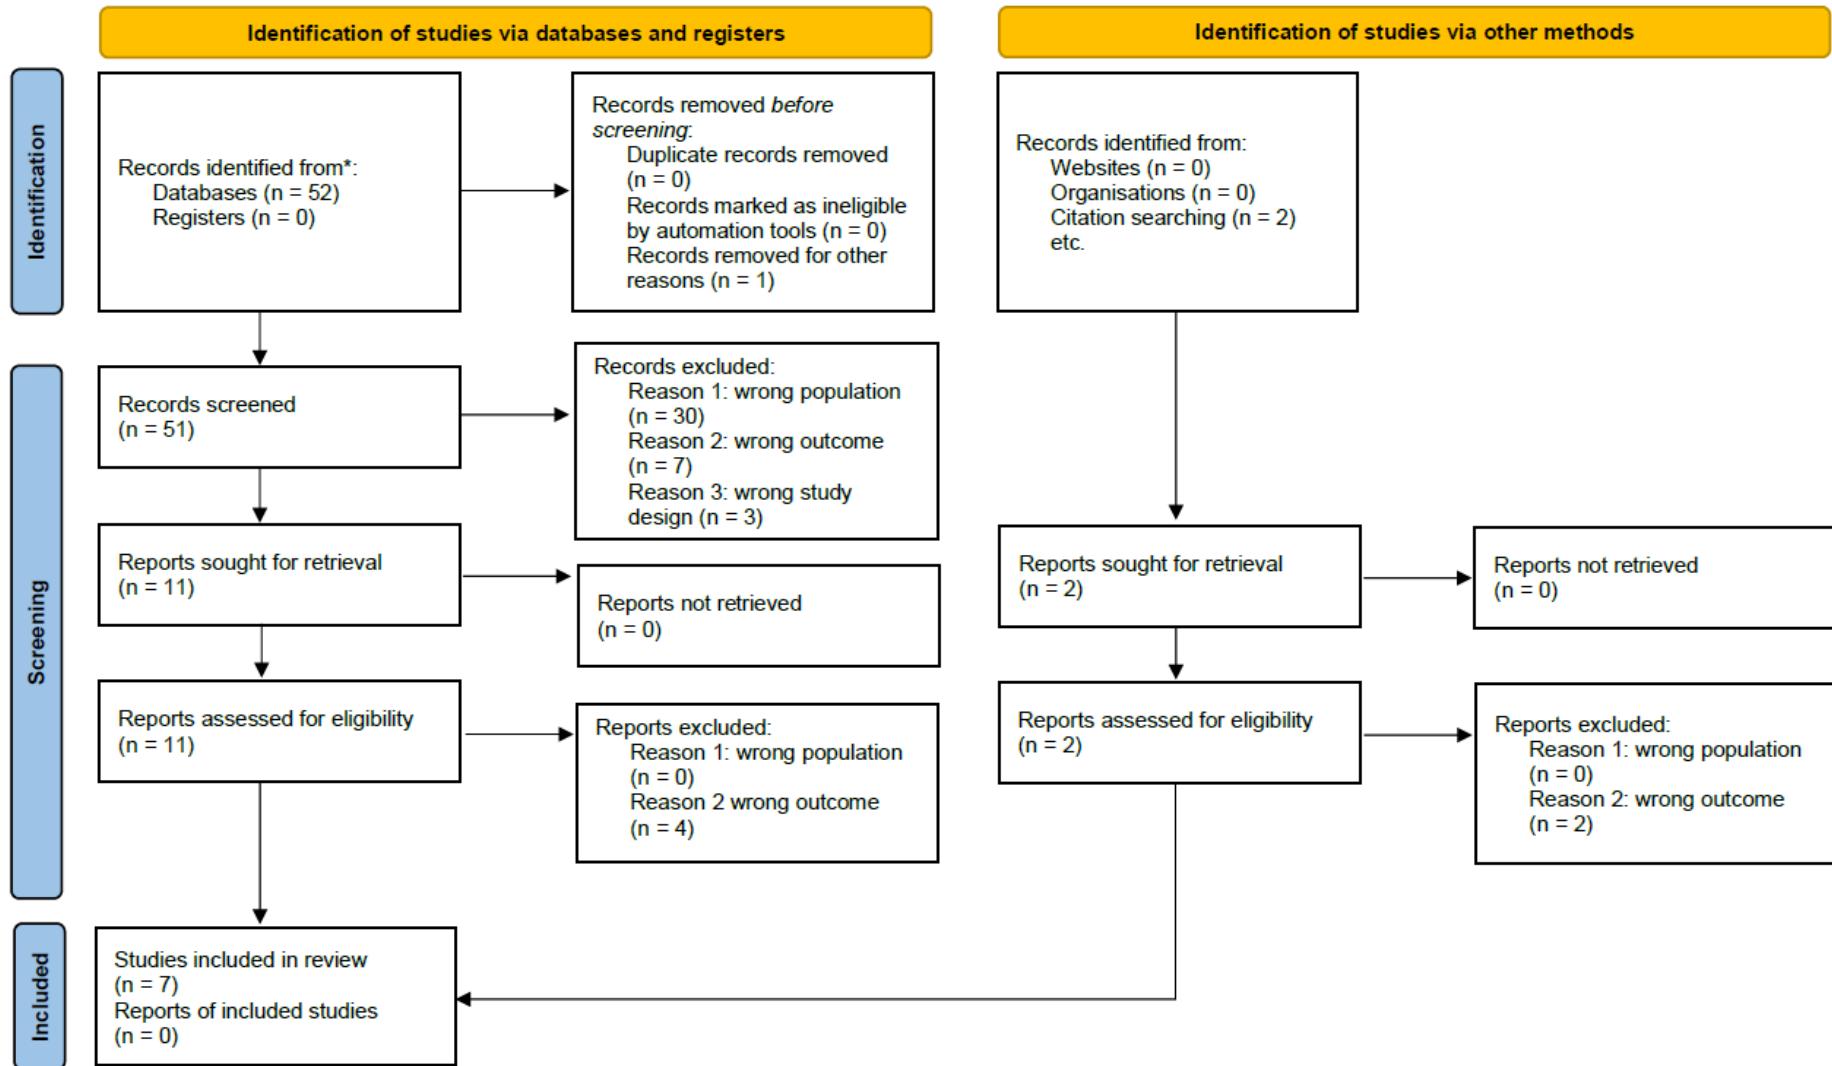 Identification of studies via databases and registers
Identification of studies via other methods
Identification
Records identified from*:
Databases (n = 52)
Registers (n = 0)
Records removed before
screening:
Duplicate records removed
(n = 0)
Records marked as ineligible
by automation tools (n = 0)
Records removed for other
reasons (n = 1)
Records identified from:
Websites (n = 0)
Organisations (n = 0)
Citation searching (n = 2)
etc.
Screening
Records screened
(n = 51)
Records excluded:
Reason 1: wrong population
(n = 30)
Reason 2: wrong outcome
(n = 7)
Reason 3: wrong study
design (n = 3)
Reports sought for retrieval
(n = 11)
Reports not retrieved
(n = 0)
Reports sought for retrieval
(n = 2)
Reports not retrieved
(n = 0)
Reports assessed for eligibility
(n = 11)
Reports excluded:
Reason 1: wrong population
(n = 0)
Reason 2 wrong outcome
(n = 4)
Reports assessed for eligibility
(n = 2)
Reports excluded:
Reason 1: wrong population
(n = 0)
Reason 2: wrong outcome
(n = 2)
Included
Studies included in review
(n = 7)
Reports of included studies
(n = 0)